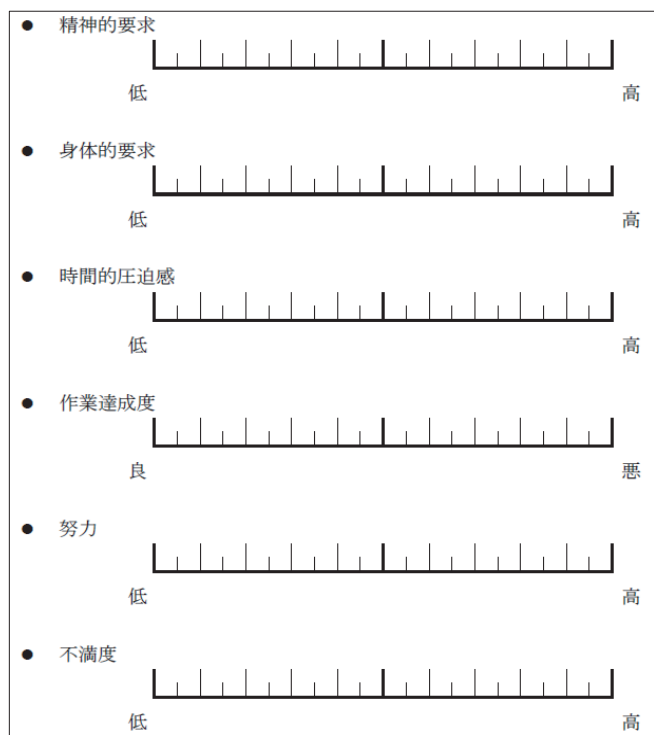 ● 精神的要求
低 高
● 身体的要求
低 高
● 時間的圧迫感
低 高
● 作業達成度
良 悪
● 努力
低 高
● 不満度
低 高